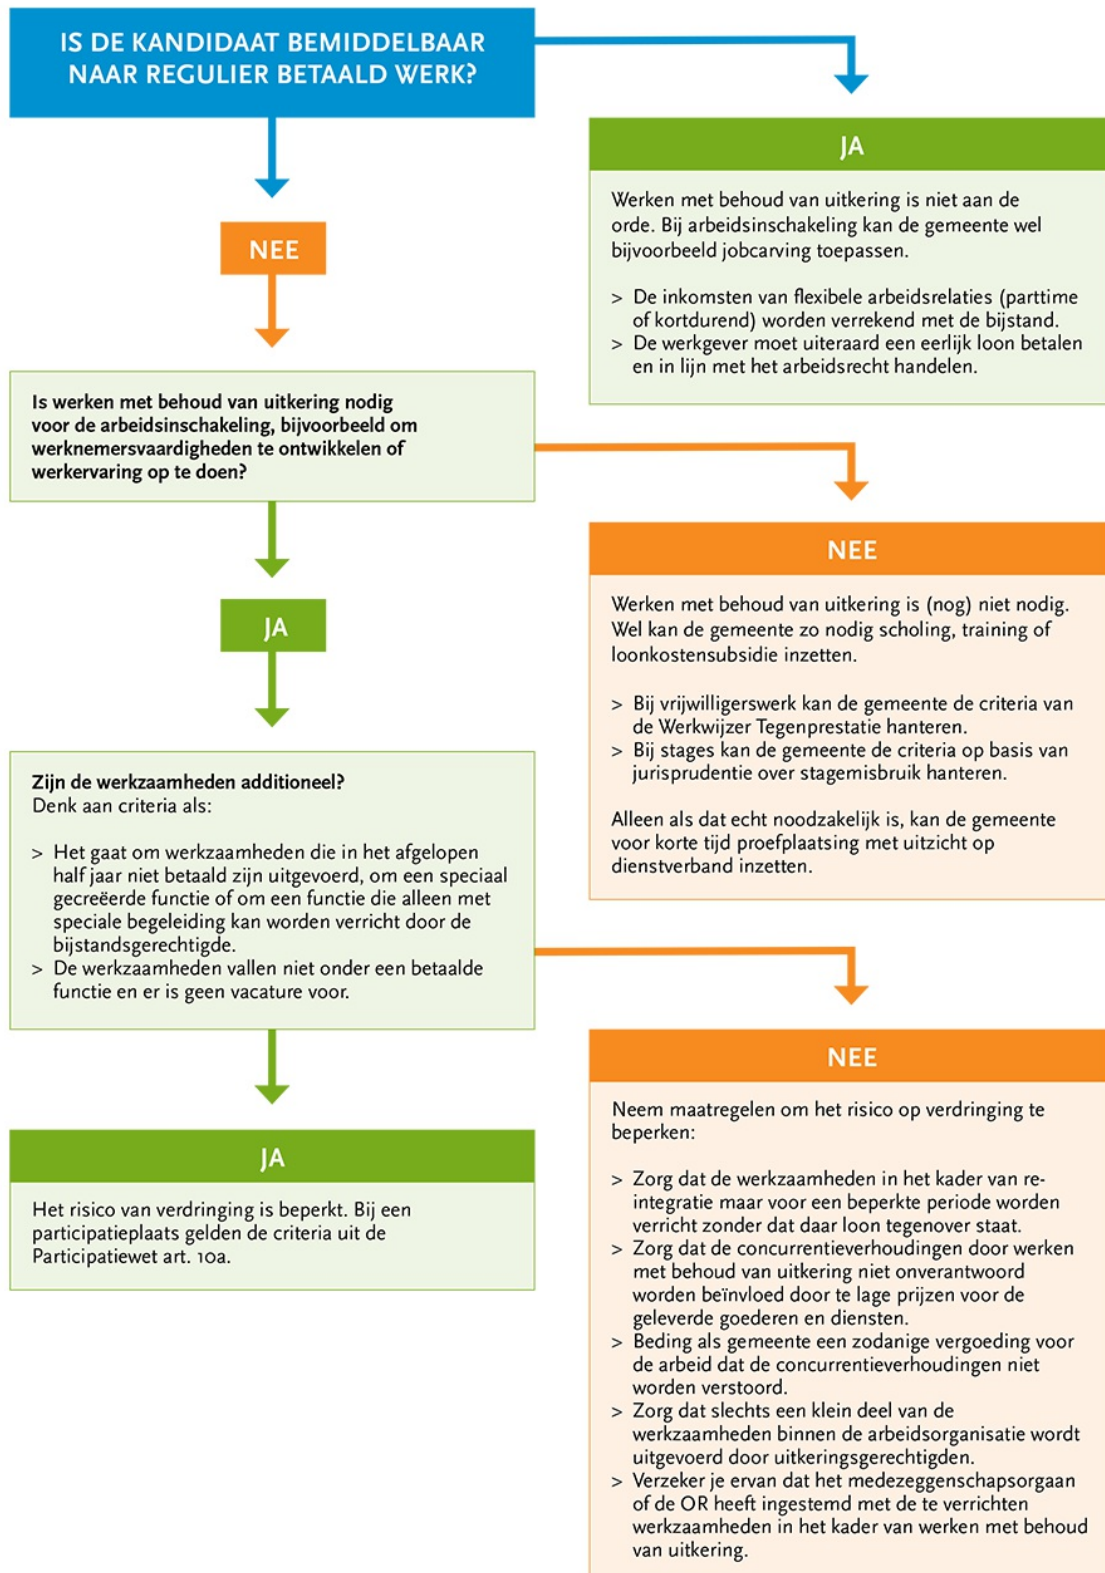 IS DE KANDIDAAT BEMIDDELBAAR
NAAR REGULIER BETAALD WERK?
JA
Werken met behoud van uitkering is niet aan de
orde. Bij arbeidsinschakeling kan de gemeente wel
bijvoorbeeld jobcarving toepassen.
> De inkomsten van flexibele arbeidsrelaties (parttime
of kortdurend) worden verrekend met de bijstand.
> De werkgever moet uiteraard een eerlijk loon betalen
en in lijn met het arbeidsrecht handelen.
NEE
Is werken met behoud van uitkering nodig
voor de arbeidsinschakeling, bijvoorbeeld om
werknemersvaardigheden te ontwikkelen of
werkervaring op te doen?
NEE
Werken met behoud van uitkering is (nog) niet nodig.
Wel kan de gemeente zo nodig scholing, training of
loonkostensubsidie inzetten.
> Bij vrijwilligerswerk kan de gemeente de criteria van
de Werkwijzer Tegenprestatie hanteren.
> Bij stages kan de gemeente de criteria op basis van
jurisprudentie over stagemisbruik hanteren.
Alleen als dat echt noodzakelijk is, kan de gemeente
voor korte tijd proefplaatsing met uitzicht op
dienstverband inzetten.
JA
Zijn de werkzaamheden additioneel?
Denk aan criteria als:
> Het gaat om werkzaamheden die in het afgelopen
half jaar niet betaald zijn uitgevoerd, om een speciaal
gecreëerde functie of om een functie die alleen met
speciale begeleiding kan worden verricht door de
bijstandsgerechtigde.
> De werkzaamheden vallen niet onder een betaalde
functie en er is geen vacature voor.
NEE
Neem maatregelen om het risico op verdringing te
beperken:
> Zorg dat de werkzaamheden in het kader van re-
integratie maar voor een beperkte periode worden
verricht zonder dat daar loon tegenover staat.
> Zorg dat de concurrentieverhoudingen door werken
met behoud van uitkering niet onverantwoord
worden beïnvloed door te lage prijzen voor de
geleverde goederen en diensten.
> Beding als gemeente een zodanige vergoeding voor
de arbeid dat de concurrentieverhoudingen niet
worden verstoord.
> Zorg dat slechts een klein deel van de
werkzaamheden binnen de arbeidsorganisatie wordt
uitgevoerd door uitkeringsgerechtigden.
> Verzeker je ervan dat het medezeggenschapsorgaan
of de OR heeft ingestemd met de te verrichten
werkzaamheden in het kader van werken met behoud
van uitkering.
JA
Het risico van verdringing is beperkt. Bij een
participatieplaats gelden de criteria uit de
Participatiewet art. 10a.